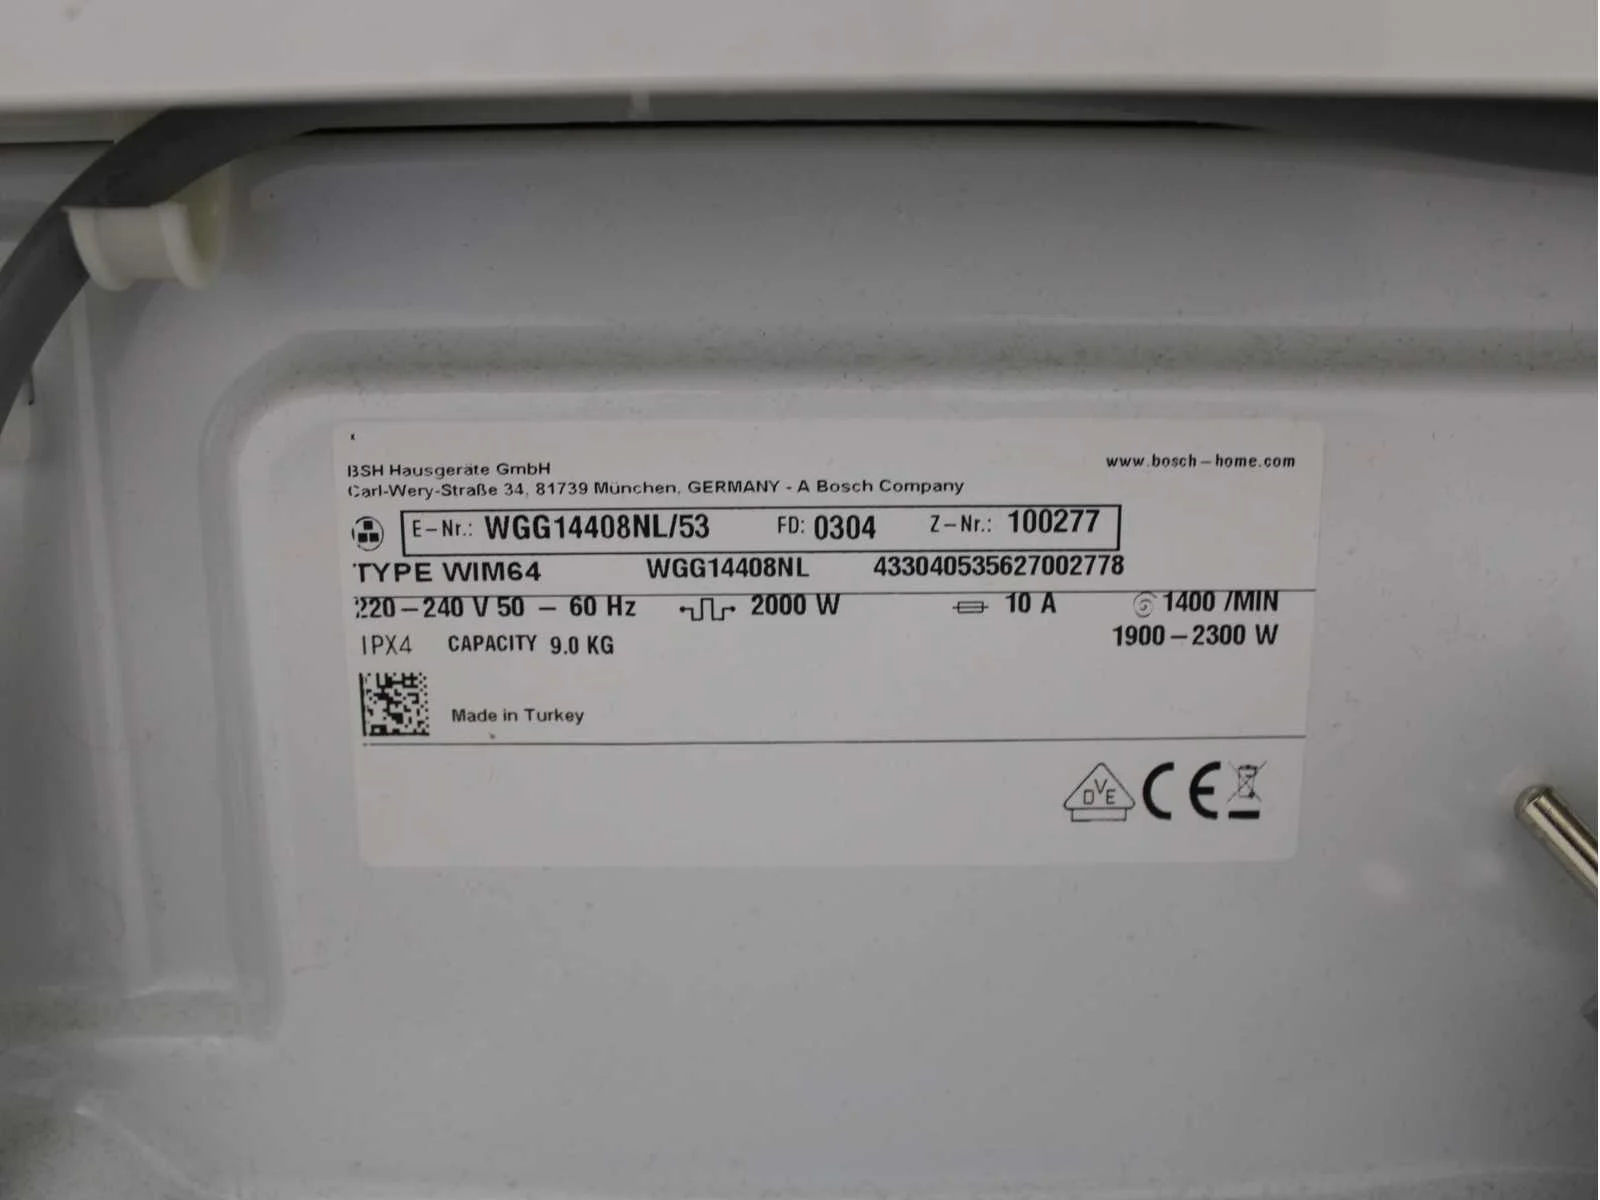 BSH Hausgeräte GmbH
www.bosch-home.com
Carl-Wery-Straße 34, 81739 München, GERMANY - A Bosch Company
E-Nr.: WGG14408NL/53 FD: 0304 Z-Nr.: 100277
TYPE WIM64 WGG14408NL 433040535627002778
220-240 V 50 - 60 Hz 2000 W 10 A 1400 /MIN
1900-2300 W
IPX4 CAPACITY 9.0 KG
Made in Turkey
DVE CE